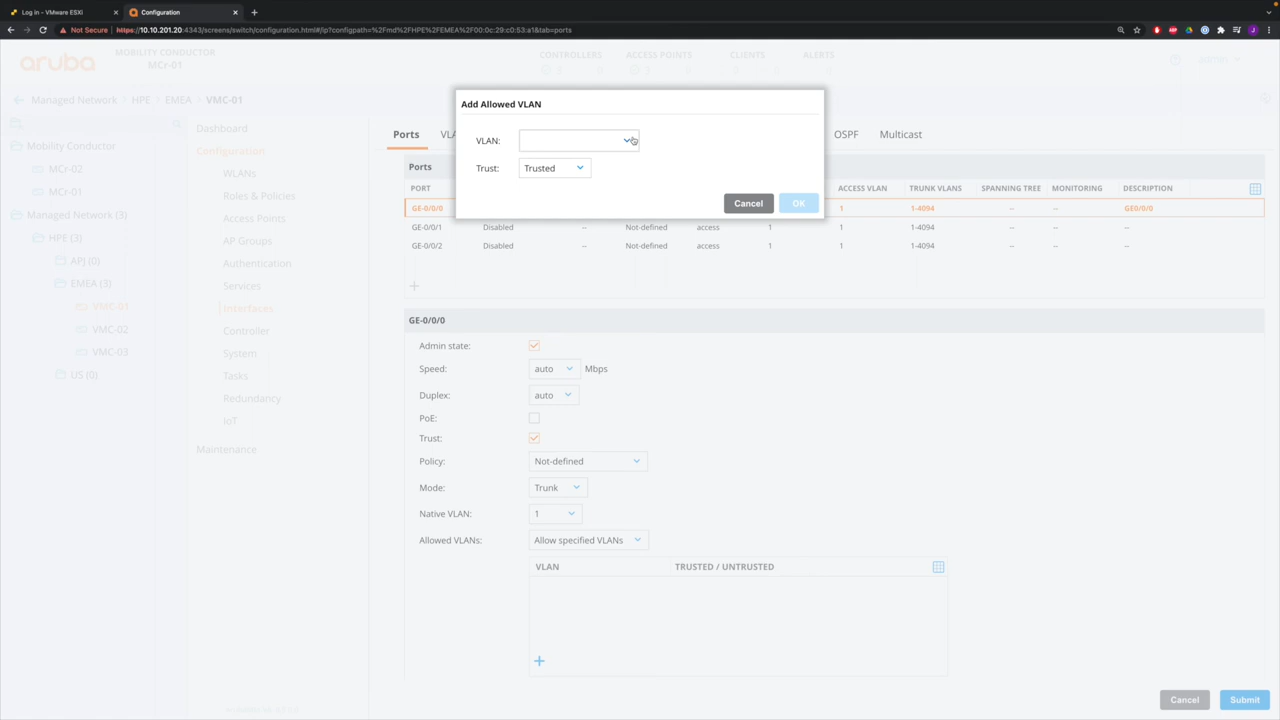 Log in - VMware ESXi
Configuration
Not Secure https://10.10.201.20:4343/screens/switch/configuration.html#/ip?configpath=%2Fmd%2FHPE%2FEMEA%2F00:0c:29:c0:53:a1&tab=ports
aruba
MOBILITY CONDUCTOR
MCr-01
CONTROLLERS
ACCESS POINTS
CLIENTS
ALERTS
admin
Managed Network
HPE
EMEA
VMC-01
Mobility Conductor
MCr-02
MCr-01
Managed Network (3)
HPE (3)
APJ (0)
EMEA (3)
VMC-01
VMC-02
VMC-03
US (0)
Dashboard
Configuration
WLANs
Roles & Policies
Access Points
AP Groups
Authentication
Services
Interfaces
Controller
System
Tasks
Redundancy
IoT
Maintenance
Ports
OSPF
Multicast
Add Allowed VLAN
VLAN:
Trust: Trusted
Cancel OK
Ports
PORT ACCESS VLAN TRUNK VLANS SPANNING TREE MONITORING DESCRIPTION
GE-0/0/0 1 1-4094 -- -- GE0/0/0
GE-0/0/1 Disabled -- Not-defined access 1 1 1-4094 -- --
GE-0/0/2 Disabled -- Not-defined access 1 1 1-4094 -- --
GE-0/0/0
Admin state:
Speed: auto Mbps
Duplex: auto
PoE:
Trust:
Policy: Not-defined
Mode: Trunk
Native VLAN: 1
Allowed VLANs: Allow specified VLANs
VLAN TRUSTED / UNTRUSTED
Cancel Submit